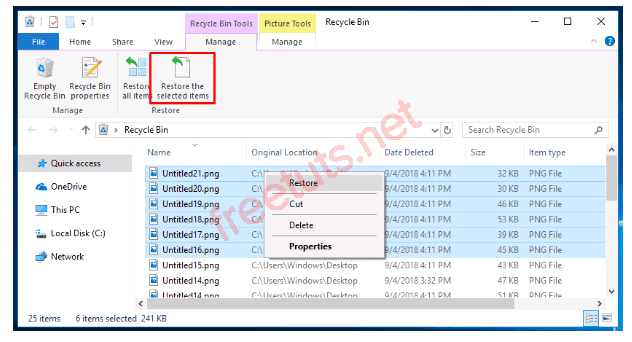 Recycle Bin Tools Picture Tools Recycle Bin
File Home Share View Manage Manage
Empty Recycle Bin
Recycle Bin properties
Restore all items
Restore the selected items
Manage Restore
Recycle Bin Search Recycle Bin
Name Original Location Date Deleted Size Item type
Quick access
OneDrive
This PC
Local Disk (C:)
Network
Untitled21.png 9/4/2018 4:11 PM 32 KB PNG File
Untitled20.png 9/4/2018 4:11 PM 30 KB PNG File
Untitled19.png C:\ 9/4/2018 4:11 PM 46 KB PNG File
Untitled18.png C:\ 9/4/2018 4:11 PM 53 KB PNG File
Untitled17.png C:\ 9/4/2018 4:11 PM 39 KB PNG File
Untitled16.png C:\ 9/4/2018 4:11 PM 45 KB PNG File
Untitled15.png C:\Users\Windows\Desktop 9/4/2018 4:11 PM 43 KB PNG File
Untitled14.png C:\Users\Windows\Desktop 9/4/2018 3:32 PM 47 KB PNG File
Untitled14.png C:\Users\Windows\Desktop 9/4/2018 4:11 PM 51 KB PNG File
Restore
Cut
Delete
Properties
freetuts.net
25 items 6 items selected 241 KB